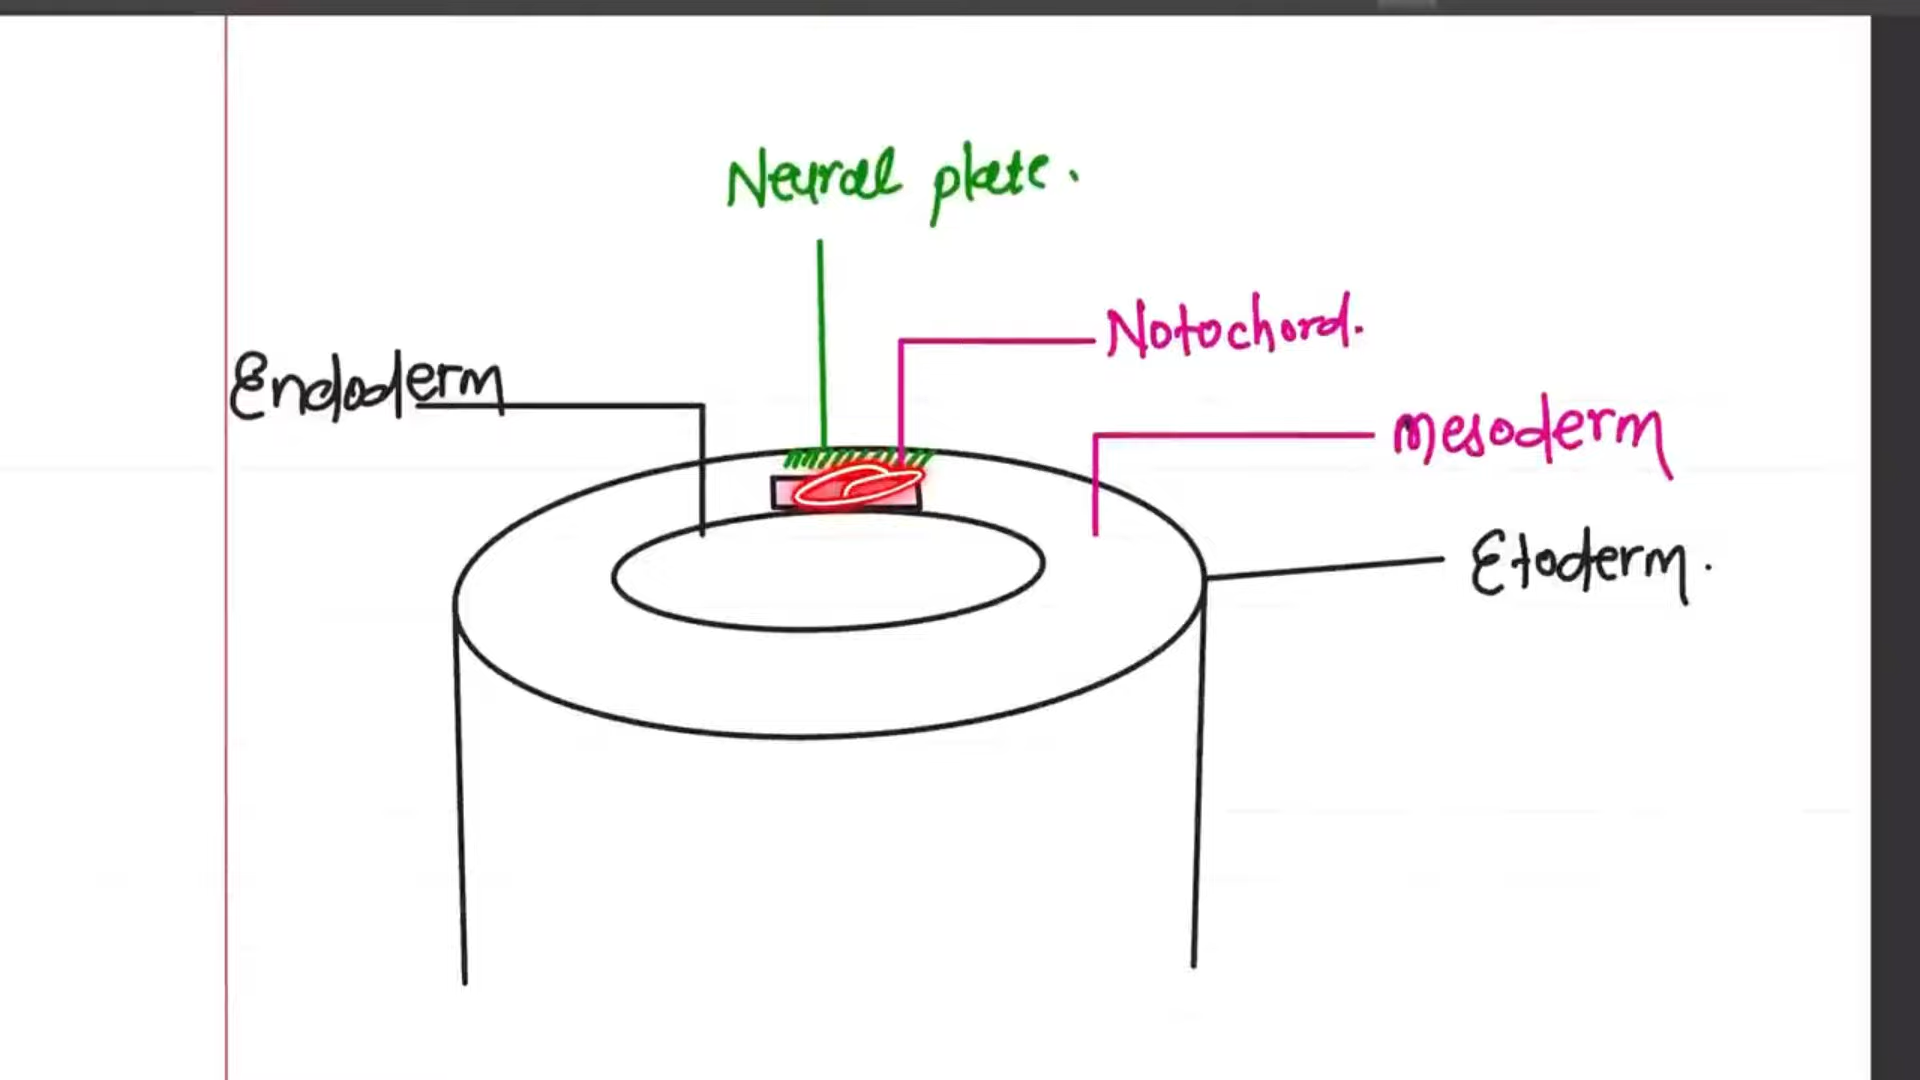 Neural plate.
Notochord.
Endoderm
mesoderm
Etoderm.